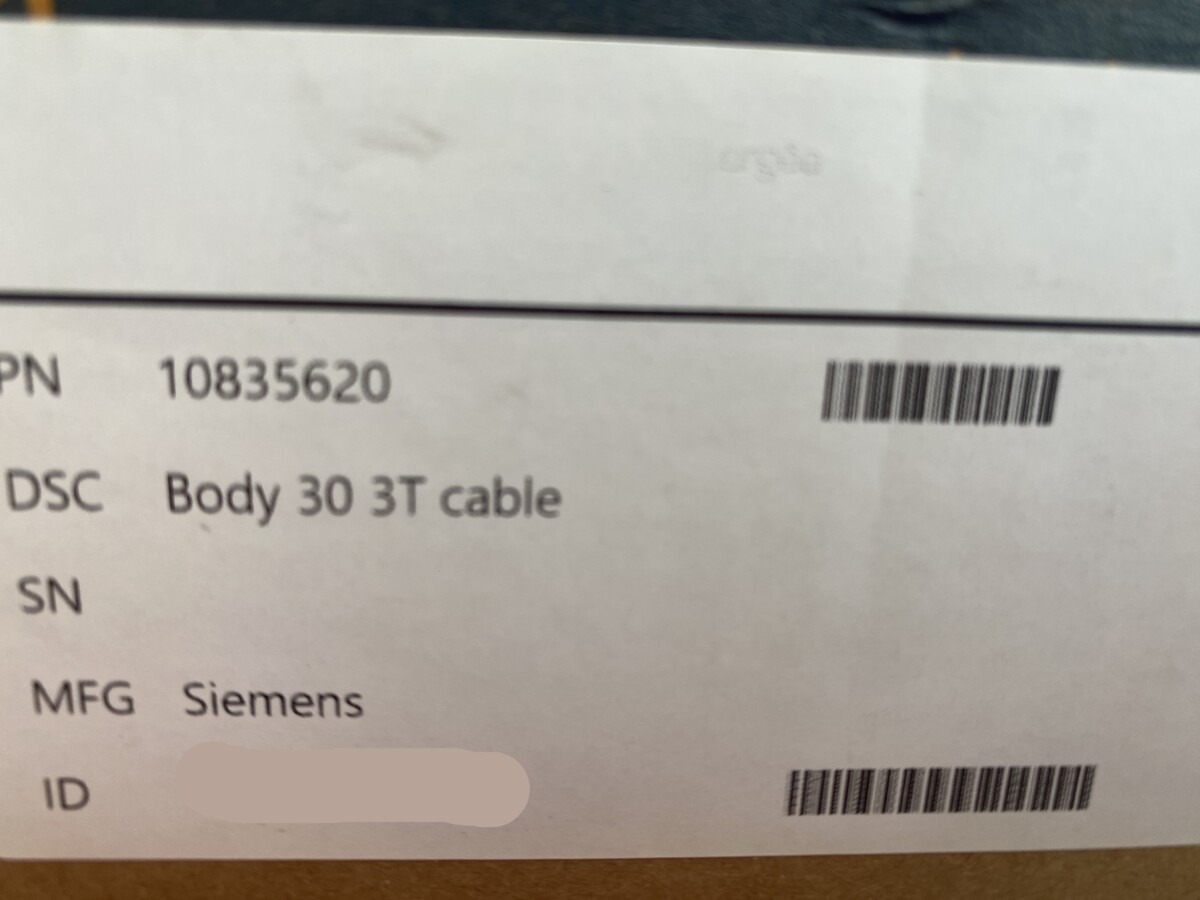 PN 10835620
DSC Body 30 3T cable
SN
MFG Siemens
ID